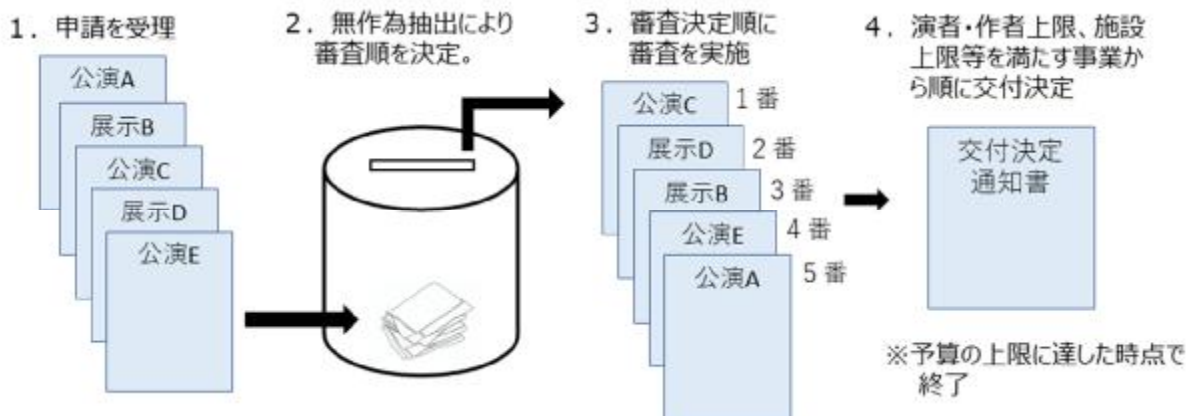 1. 申請を受理
公演A
展示B
公演C
展示D
公演E
2. 無作為抽出により
審査順を決定。
3. 審査決定順に
審査を実施
公演C 1番
展示D 2番
展示B 3番
公演E 4番
公演A 5番
4. 演者・作者上限、施設
上限等を満たす事業か
ら順に交付決定
交付決定
通知書
※予算の上限に達した時点で
終了